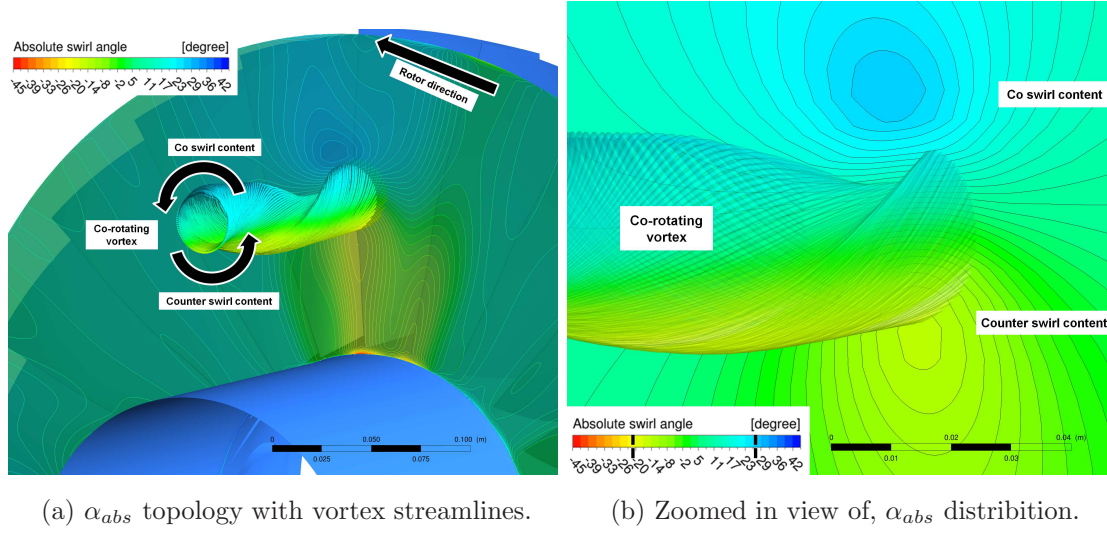 Absolute swirl angle [degree]
-45 -39 -33 -26 -20 -14 -8 -2 5 11 17 23 29 36 42
Rotor direction
Co swirl content
Co-rotating
vortex
Counter swirl content
0 0.050 0.100 (m)
0.025 0.075
Co swirl content
Co-rotating
vortex
Counter swirl content
Absolute swirl angle [degree]
-45 -39 -33 -26 -20 -14 -8 -2 5 11 17 23 29 36 42
0 0.02 0.04 (m)
0.01 0.03
(a) α_abs topology with vortex streamlines.
(b) Zoomed in view of, α_abs distribition.